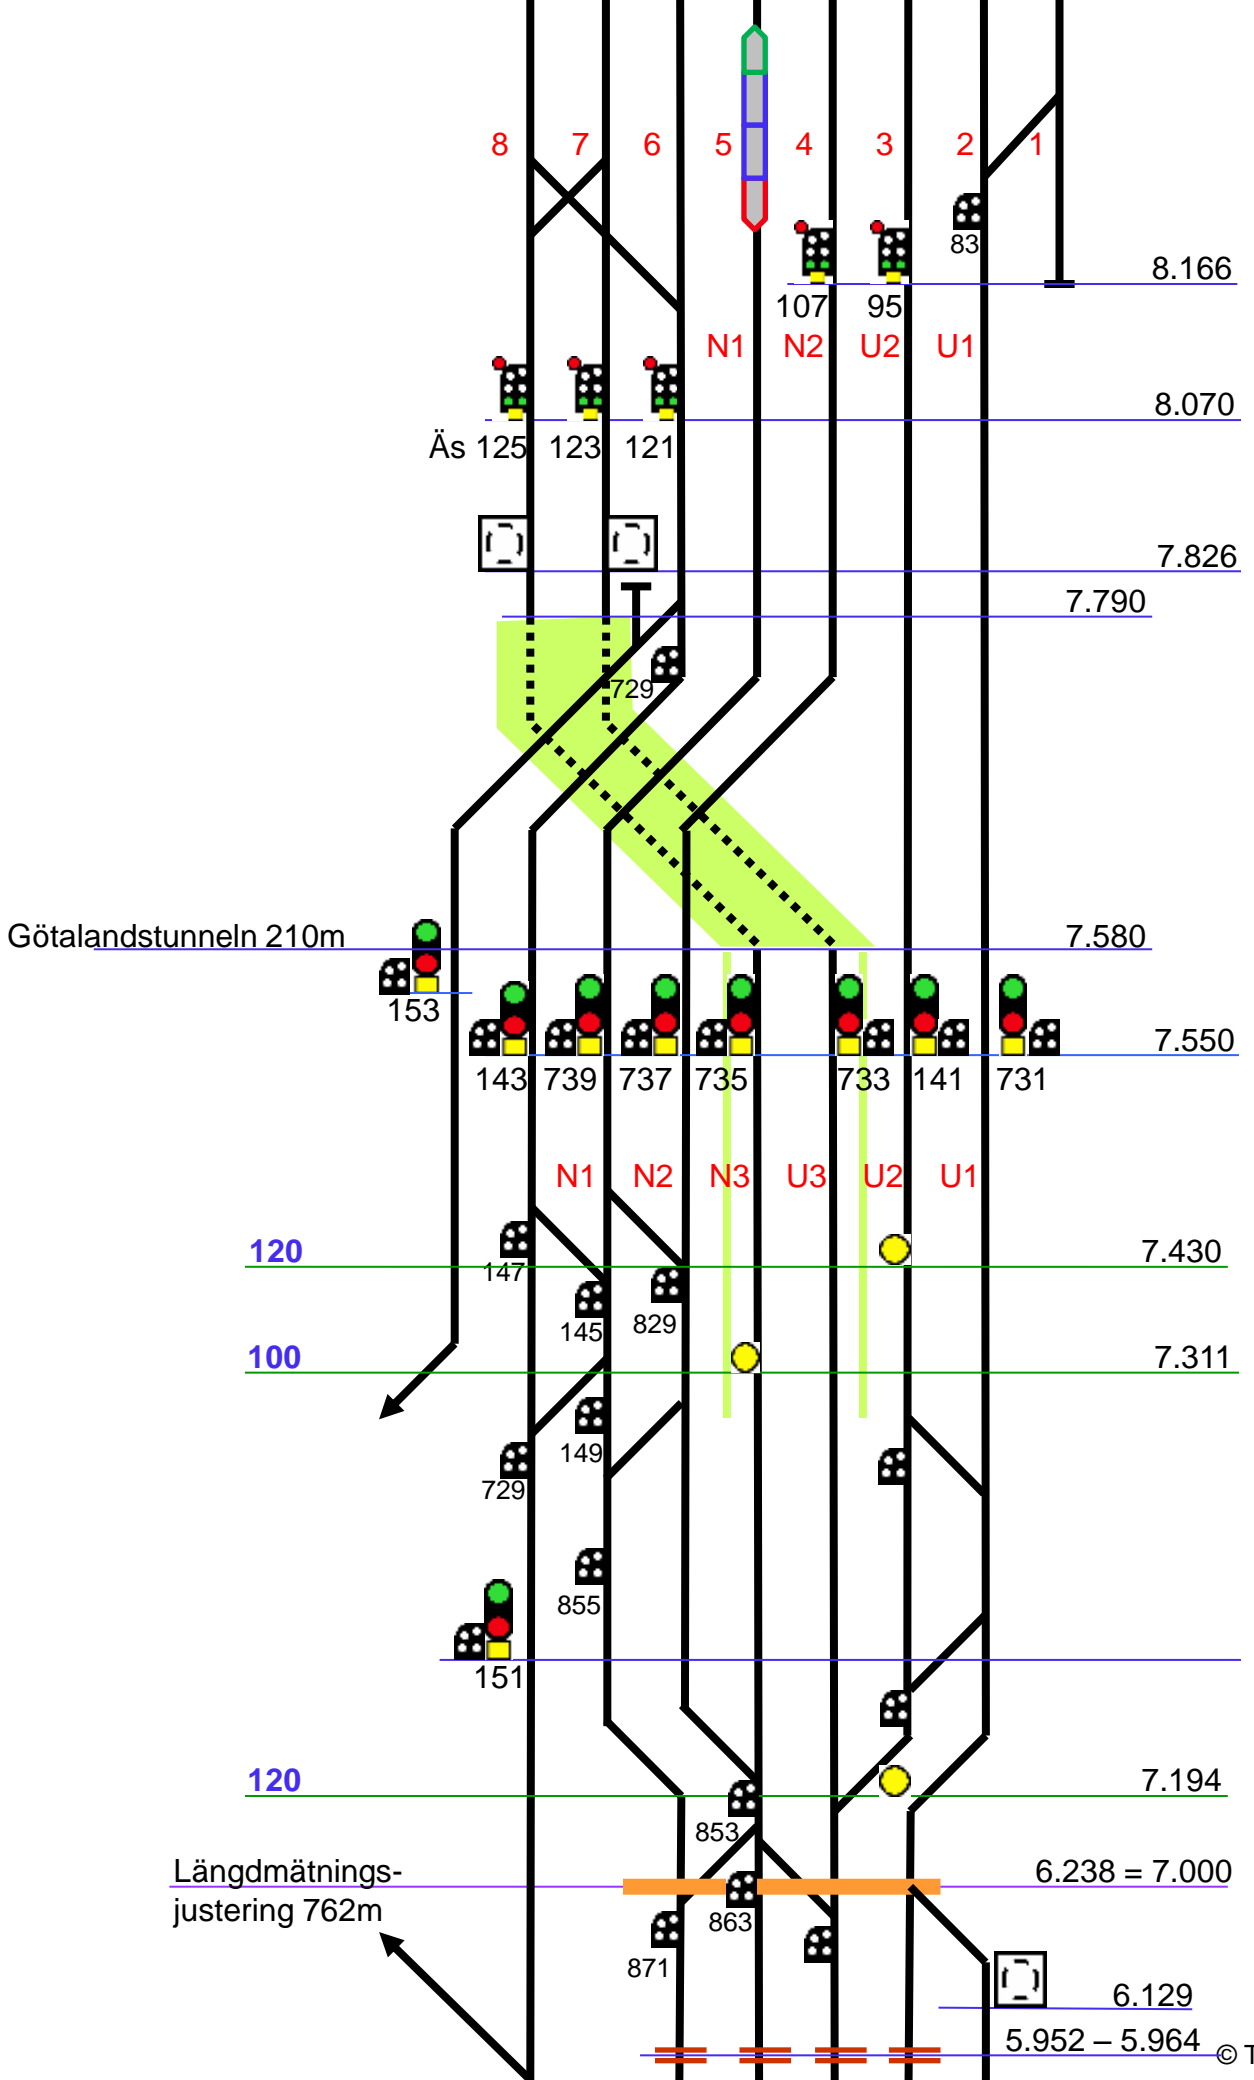 8 7 6 5 4 3 2 1
83
8.166
107 95
N1 N2 U2 U1
8.070
Äs 125 123 121
7.826
7.790
729
Götalandstunneln 210m
7.580
153
7.550
143 739 737 735 733 141 731
N1 N2 N3 U3 U2 U1
120
7.430
147
145 829
100
7.311
149
729
855
151
120
7.194
853
Längdmätnings-
6.238 = 7.000
justering 762m
863
871
6.129
5.952 – 5.964
© T